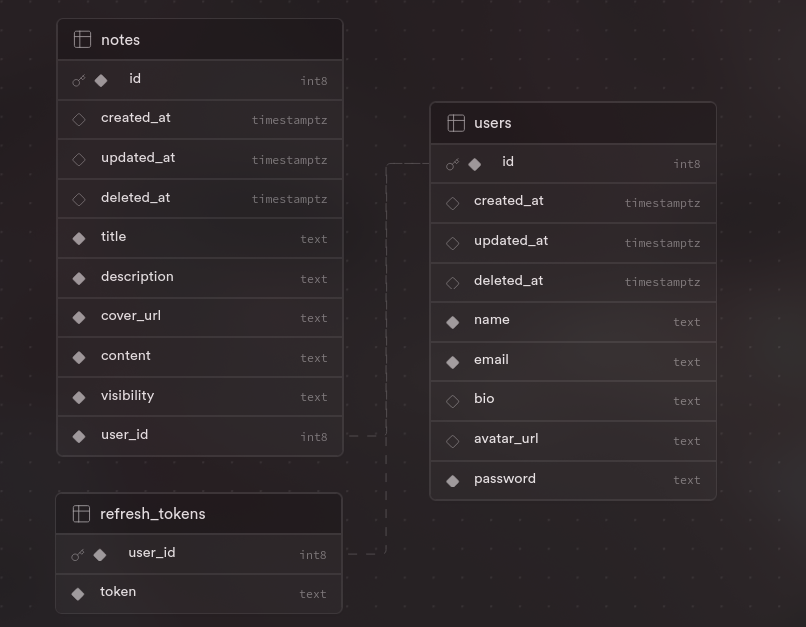 notes
id int8
created_at timestamptz
updated_at timestamptz
deleted_at timestamptz
title text
description text
cover_url text
content text
visibility text
user_id int8
users
id int8
created_at timestamptz
updated_at timestamptz
deleted_at timestamptz
name text
email text
bio text
avatar_url text
password text
refresh_tokens
user_id int8
token text